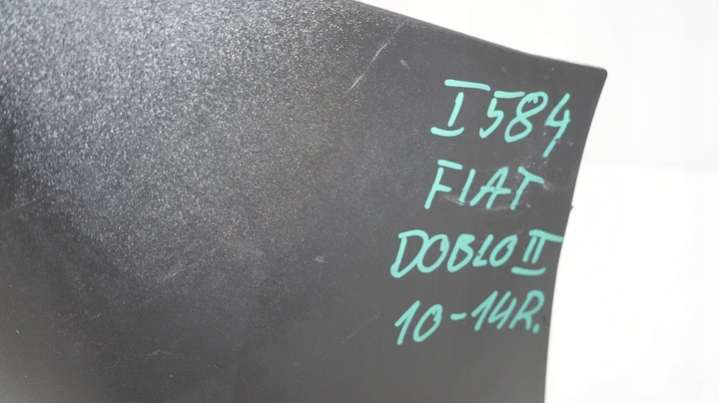 I584
FIAT
DOBLO II
10-14R.